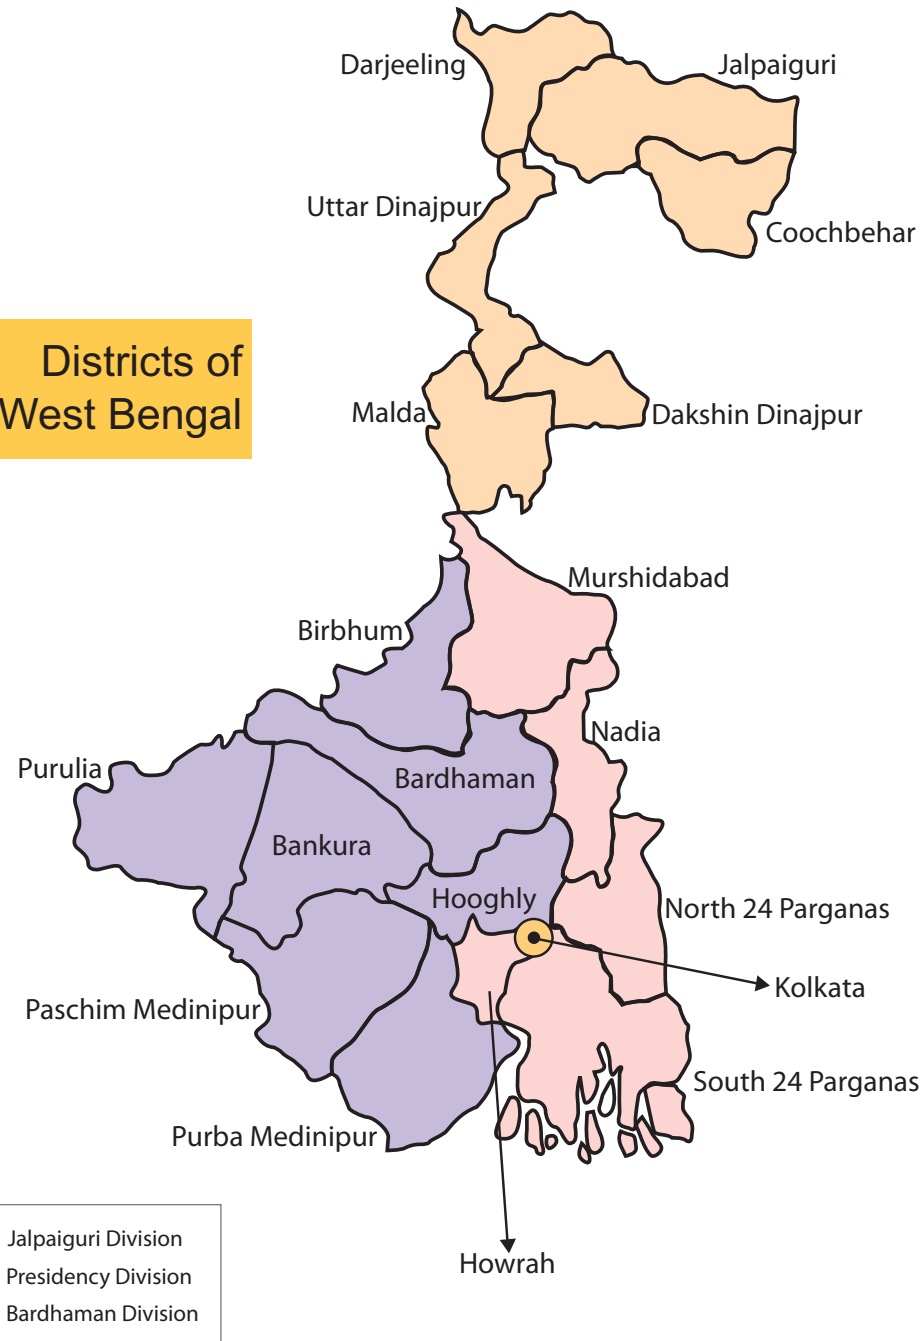 Darjeeling
Jalpaiguri
Uttar Dinajpur
Coochbehar
Districts of
West Bengal
Malda
Dakshin Dinajpur
Murshidabad
Birbhum
Nadia
Purulia
Bardhaman
Bankura
Hooghly
North 24 Parganas
Kolkata
Paschim Medinipur
South 24 Parganas
Purba Medinipur
Howrah
Jalpaiguri Division
Presidency Division
Bardhaman Division